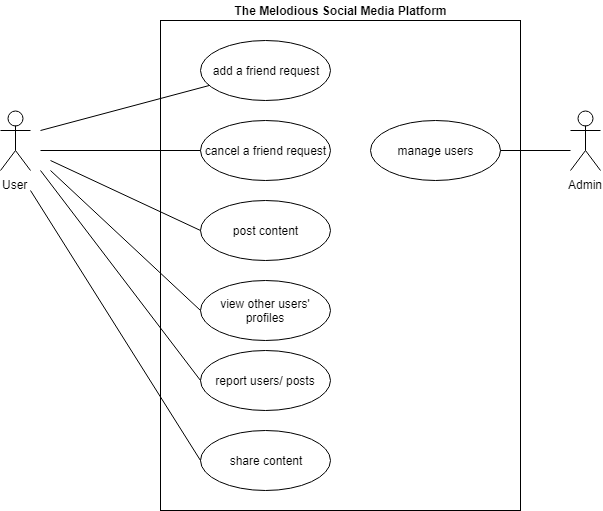 The Melodious Social Media Platform
add a friend request
cancel a friend request
manage users
User
Admin
post content
view other users'
profiles
report users/ posts
share content